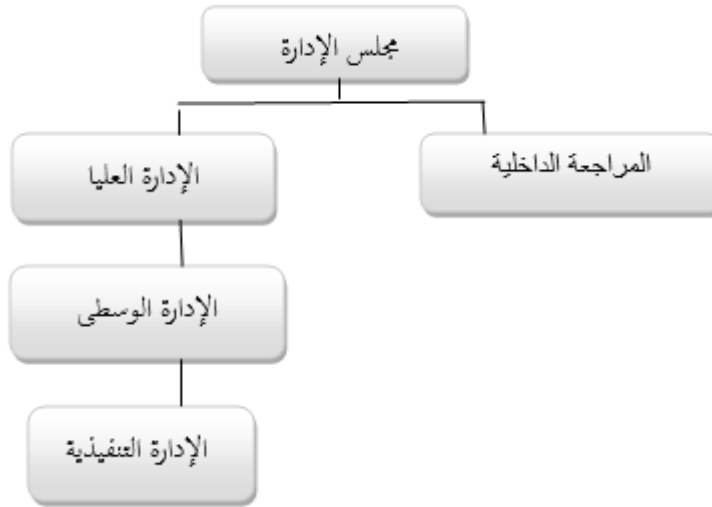 مجلس الإدارة
المراجعة الداخلية
الإدارة العليا
الإدارة الوسطى
الإدارة التنفيذية